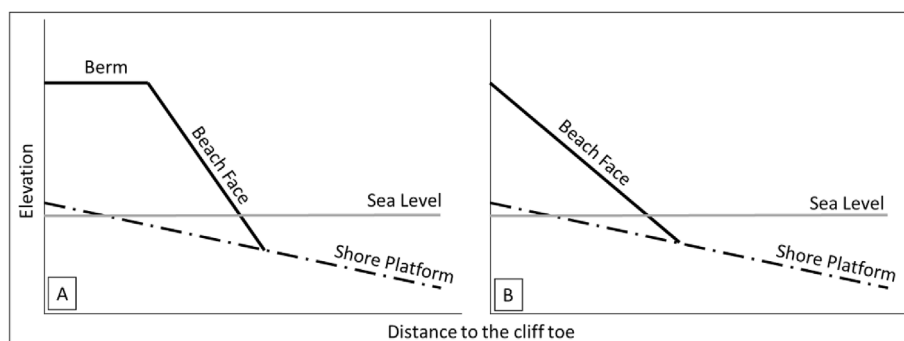 Berm
Beach Face
Elevation
Sea Level
Shore Platform
A
Beach Face
Sea Level
Shore Platform
B
Distance to the cliff toe